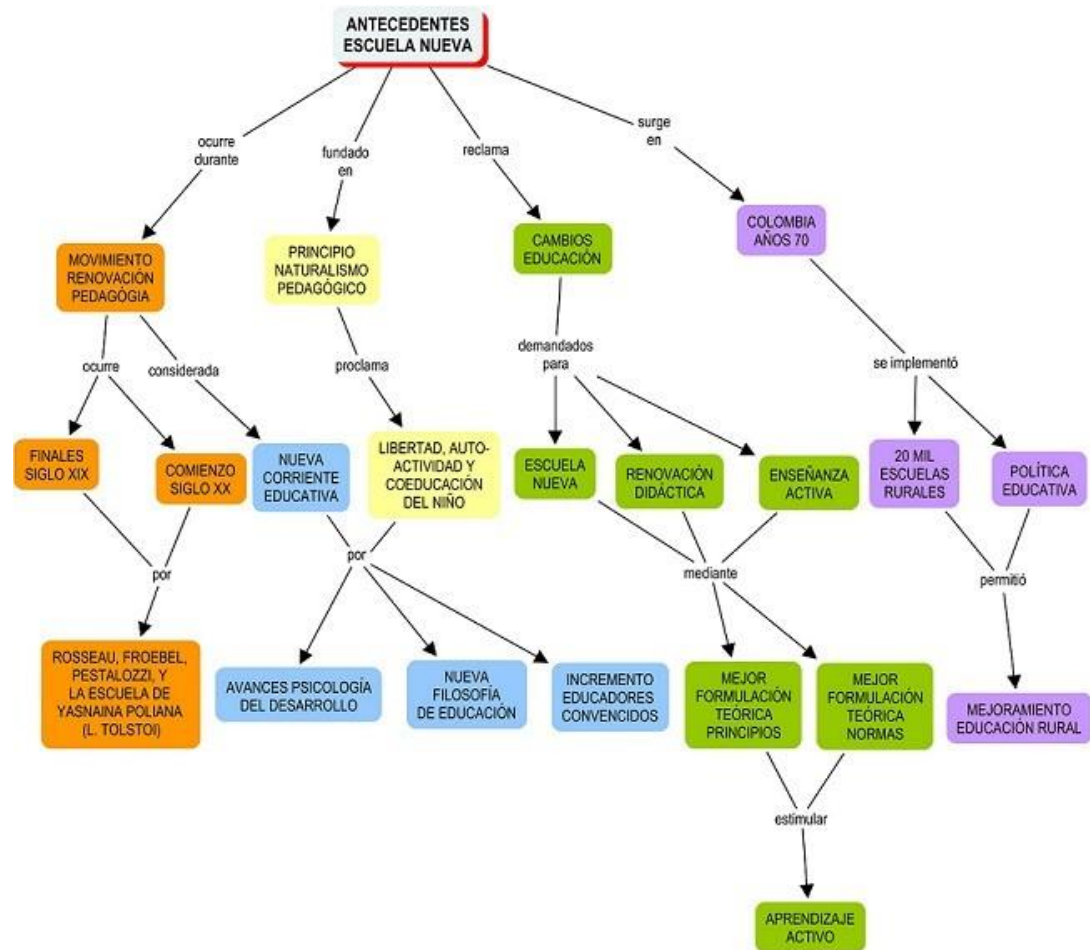 ANTECEDENTES
ESCUELA NUEVA
ocurre
durante
fundado
en
reclama
surge
en
MOVIMIENTO
RENOVACIÓN
PEDAGÓGIA
PRINCIPIO
NATURALISMO
PEDAGÓGICO
CAMBIOS
EDUCACIÓN
COLOMBIA
AÑOS 70
ocurre
considerada
proclama
demandados
para
se implementó
FINALES
SIGLO XIX
COMIENZO
SIGLO XX
NUEVA
CORRIENTE
EDUCATIVA
LIBERTAD, AUTO-
ACTIVIDAD Y
COEDUCACIÓN
DEL NIÑO
ESCUELA
NUEVA
RENOVACIÓN
DIDÁCTICA
ENSEÑANZA
ACTIVA
20 MIL
ESCUELAS
RURALES
POLÍTICA
EDUCATIVA
por
por
mediante
permitió
ROSSEAU, FROEBEL,
PESTALOZZI, Y
LA ESCUELA DE
YASNAINA POLIANA
(L. TOLSTOI)
AVANCES PSICOLOGÍA
DEL DESARROLLO
NUEVA
FILOSOFÍA
DE EDUCACIÓN
INCREMENTO
EDUCADORES
CONVENCIDOS
MEJOR
FORMULACIÓN
TEÓRICA
PRINCIPIOS
MEJOR
FORMULACIÓN
TEÓRICA
NORMAS
MEJORAMIENTO
EDUCACIÓN RURAL
estimular
APRENDIZAJE
ACTIVO